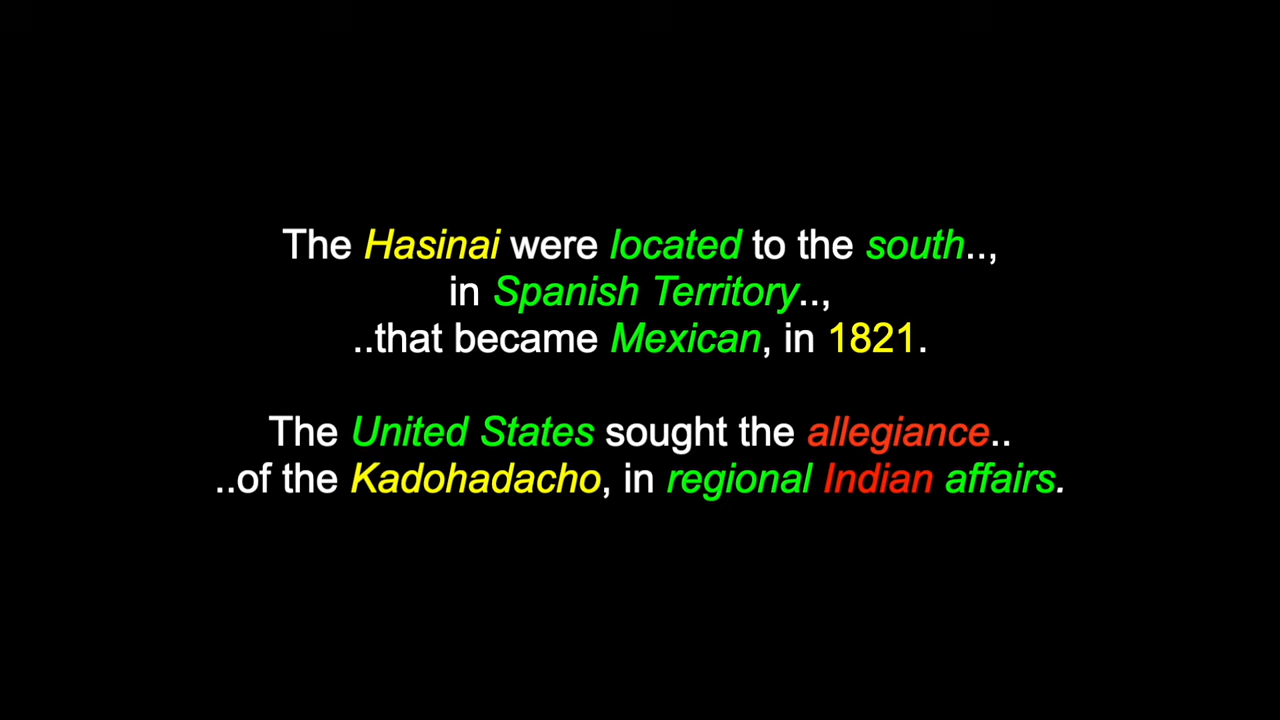 The Hasinai were located to the south..,
in Spanish Territory..,
..that became Mexican, in 1821.
The United States sought the allegiance..
..of the Kadohadacho, in regional Indian affairs.